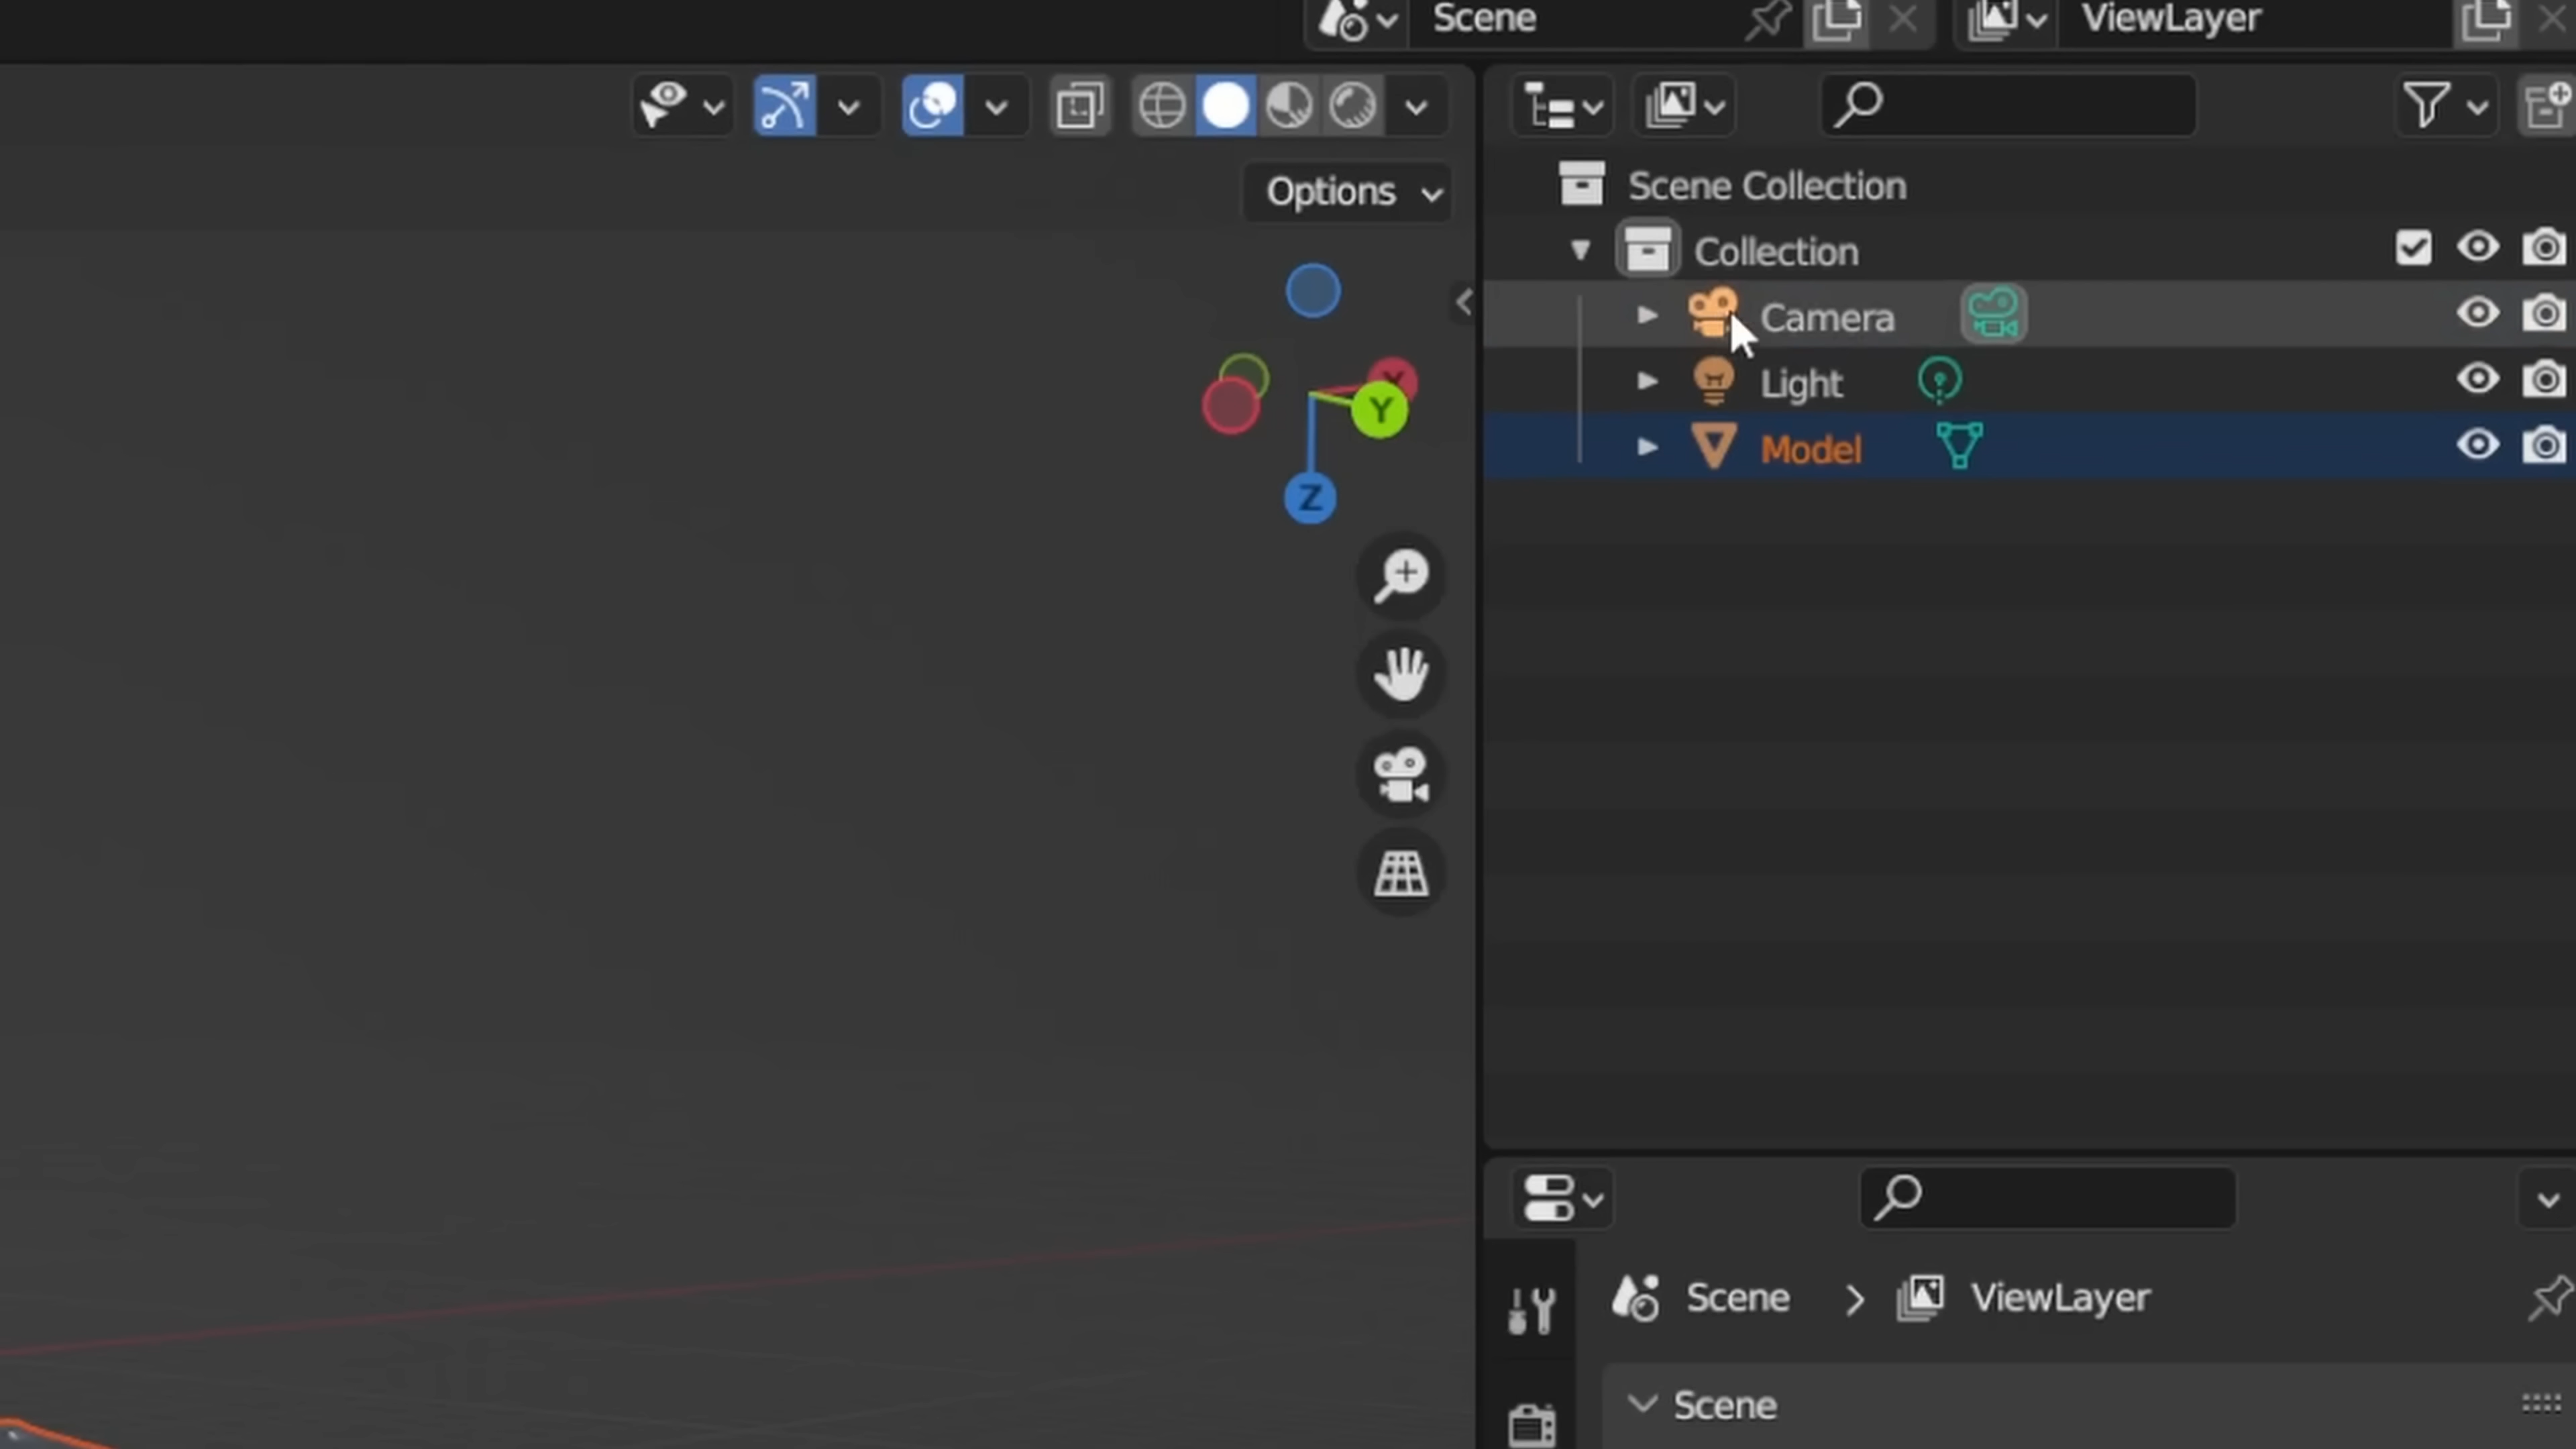 Scene
ViewLayer
Options
Scene Collection
Collection
Camera
Light
Model
X
Y
Z
Scene
ViewLayer
Scene